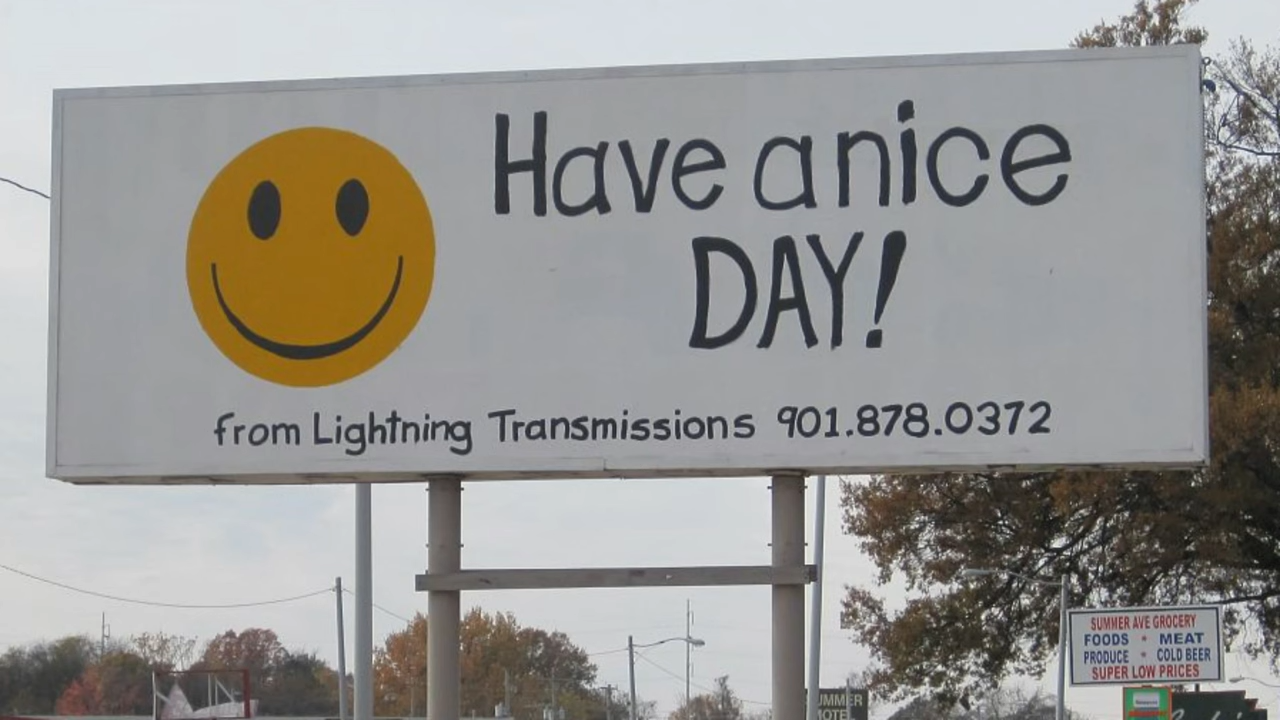 Have a nice
DAY!
from Lightning Transmissions 901.878.0372
SUMMER AVE GROCERY
FOODS * MEAT
PRODUCE * COLD BEER
SUPER LOW PRICES